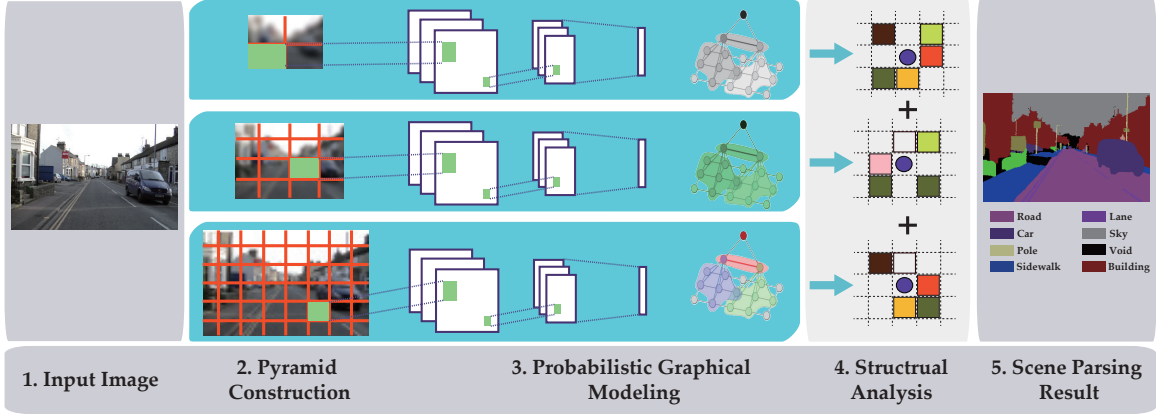 Road
Lane
Car
Sky
Pole
Void
Sidewalk
Building
1. Input Image
2. Pyramid
Construction
3. Probabilistic Graphical
Modeling
4. Structrual
Analysis
5. Scene Parsing
Result